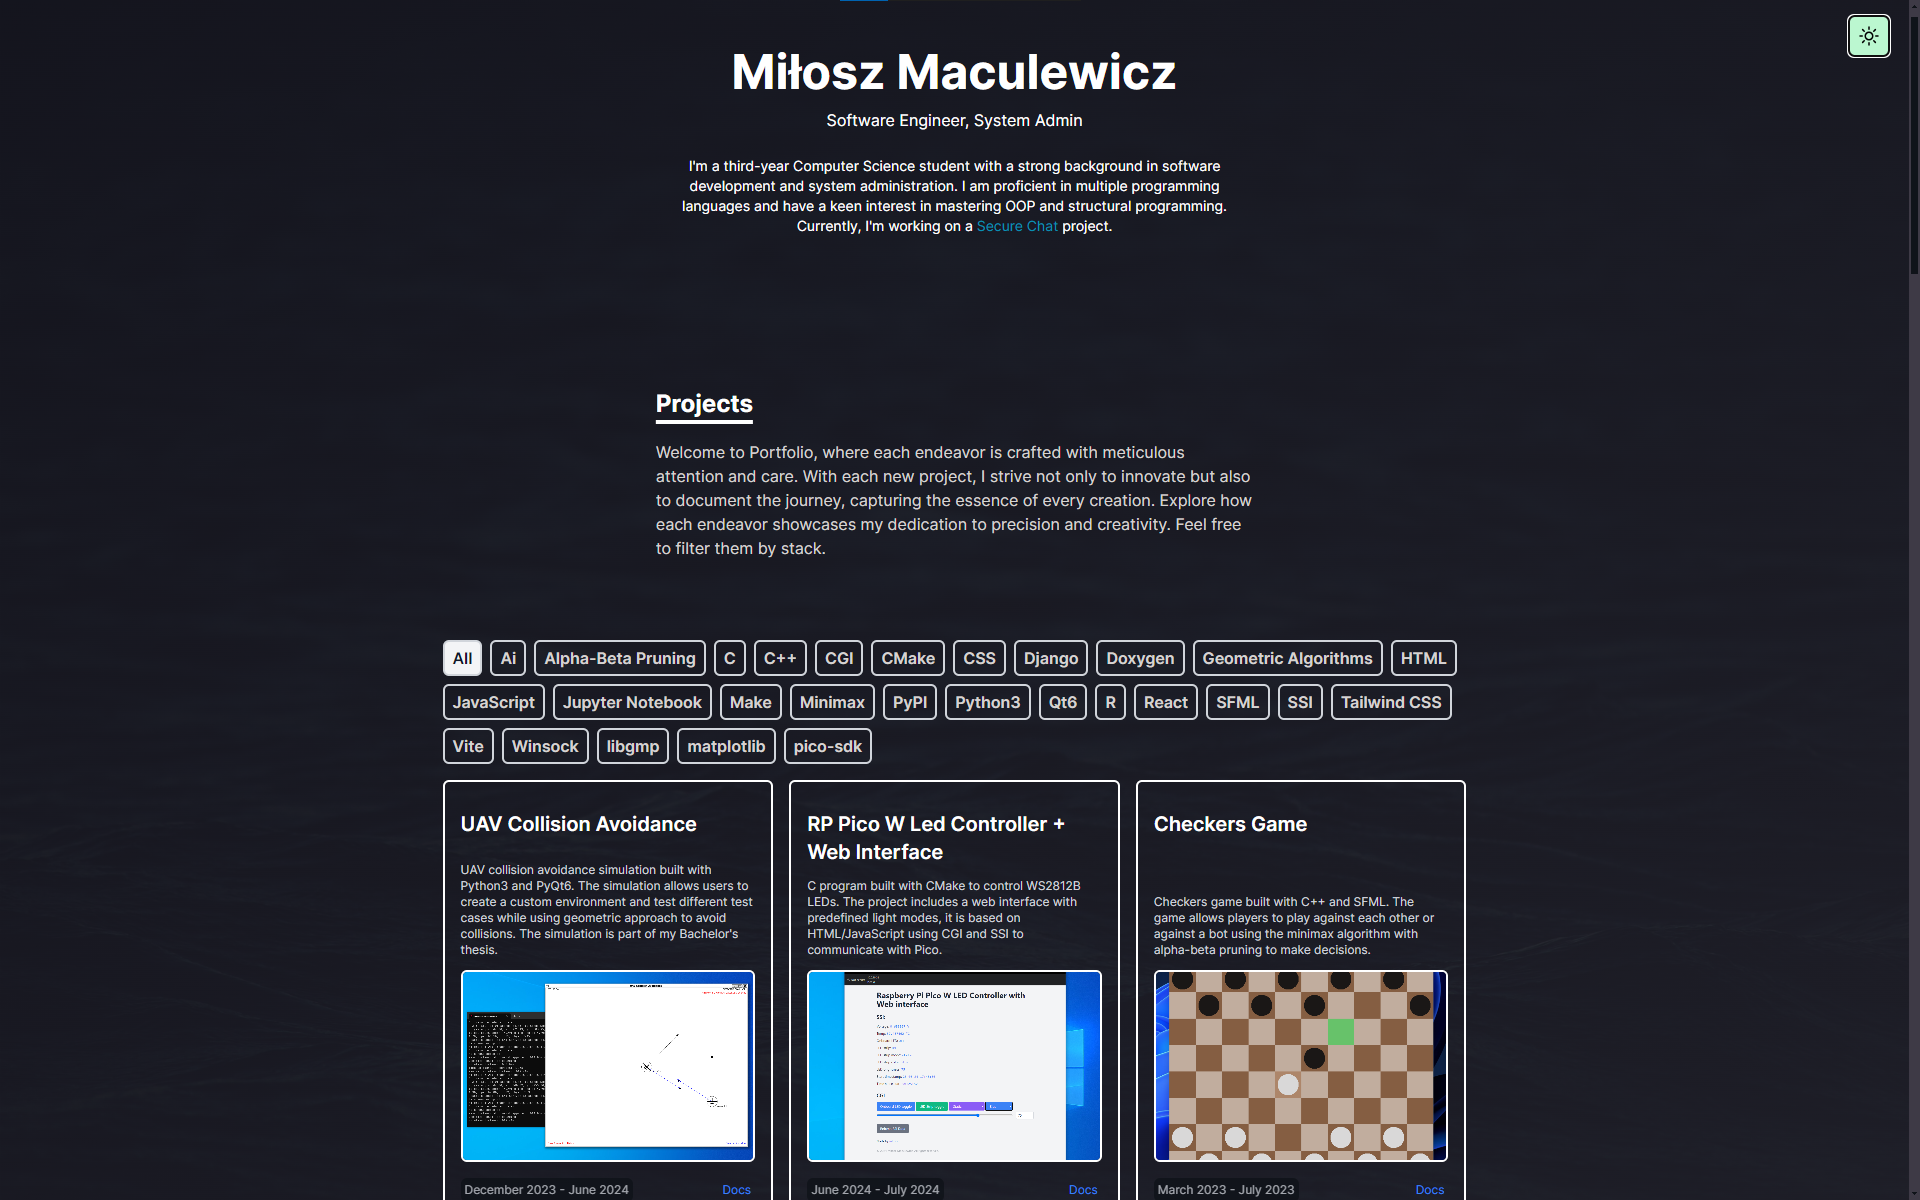 Miłosz Maculewicz
Software Engineer, System Admin
I'm a third-year Computer Science student with a strong background in software
development and system administration. I am proficient in multiple programming
languages and have a keen interest in mastering OOP and structural programming.
Currently, I'm working on a Secure Chat project.
Projects
Welcome to Portfolio, where each endeavor is crafted with meticulous
attention and care. With each new project, I strive not only to innovate but also
to document the journey, capturing the essence of every creation. Explore how
each endeavor showcases my dedication to precision and creativity. Feel free
to filter them by stack.
All Ai Alpha-Beta Pruning C C++ CGI CMake CSS Django Doxygen Geometric Algorithms HTML
JavaScript Jupyter Notebook Make Minimax PyPI Python3 Qt6 R React SFML SSI Tailwind CSS
Vite Winsock libgmp matplotlib pico-sdk
UAV Collision Avoidance
UAV collision avoidance simulation built with
Python3 and PyQt6. The simulation allows users to
create a custom environment and test different test
cases while using geometric approach to avoid
collisions. The simulation is part of my Bachelor's
thesis.
December 2023 - June 2024 Docs
RP Pico W Led Controller +
Web Interface
C program built with CMake to control WS2812B
LEDs. The project includes a web interface with
predefined light modes, it is based on
HTML/JavaScript using CGI and SSI to
communicate with Pico.
Raspberry Pi Pico W LED Controller with
Web interface
June 2024 - July 2024 Docs
Checkers Game
Checkers game built with C++ and SFML. The
game allows players to play against each other or
against a bot using the minimax algorithm with
alpha-beta pruning to make decisions.
March 2023 - July 2023 Docs